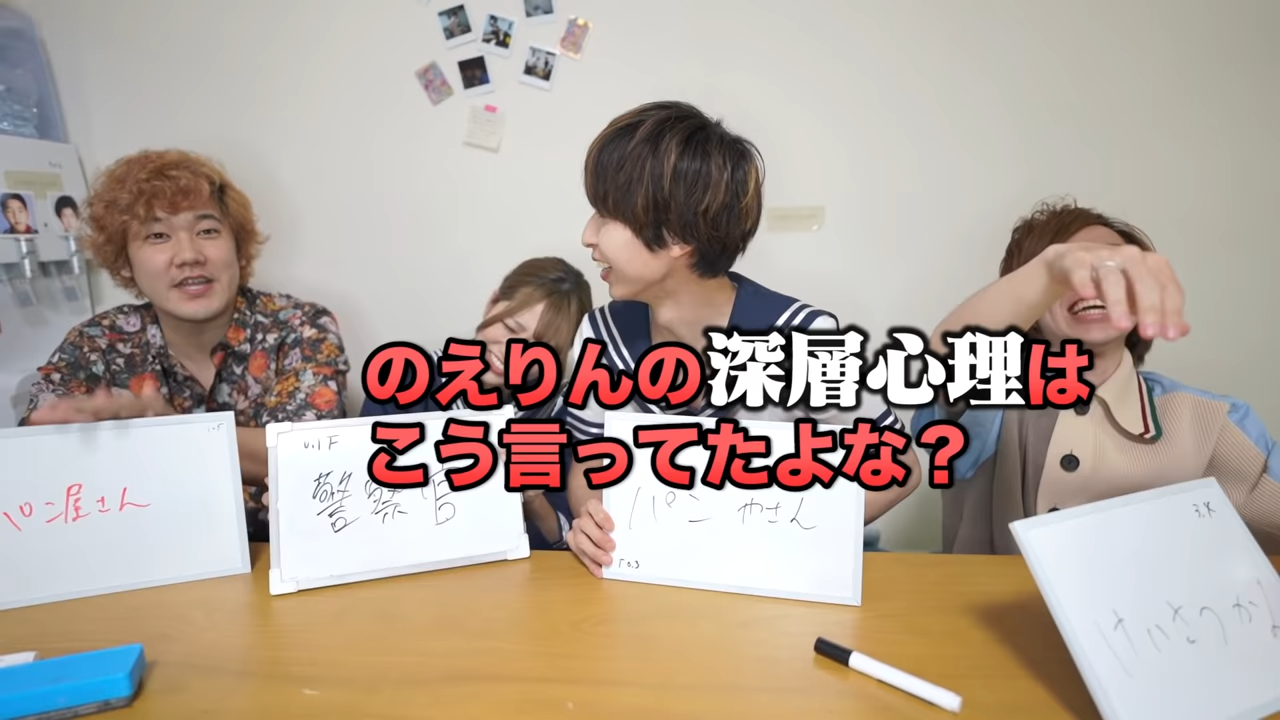 のえりんの深層心理は
こう言ってたよな？
パン屋さん
警察官
パンやさん
けいさつかん